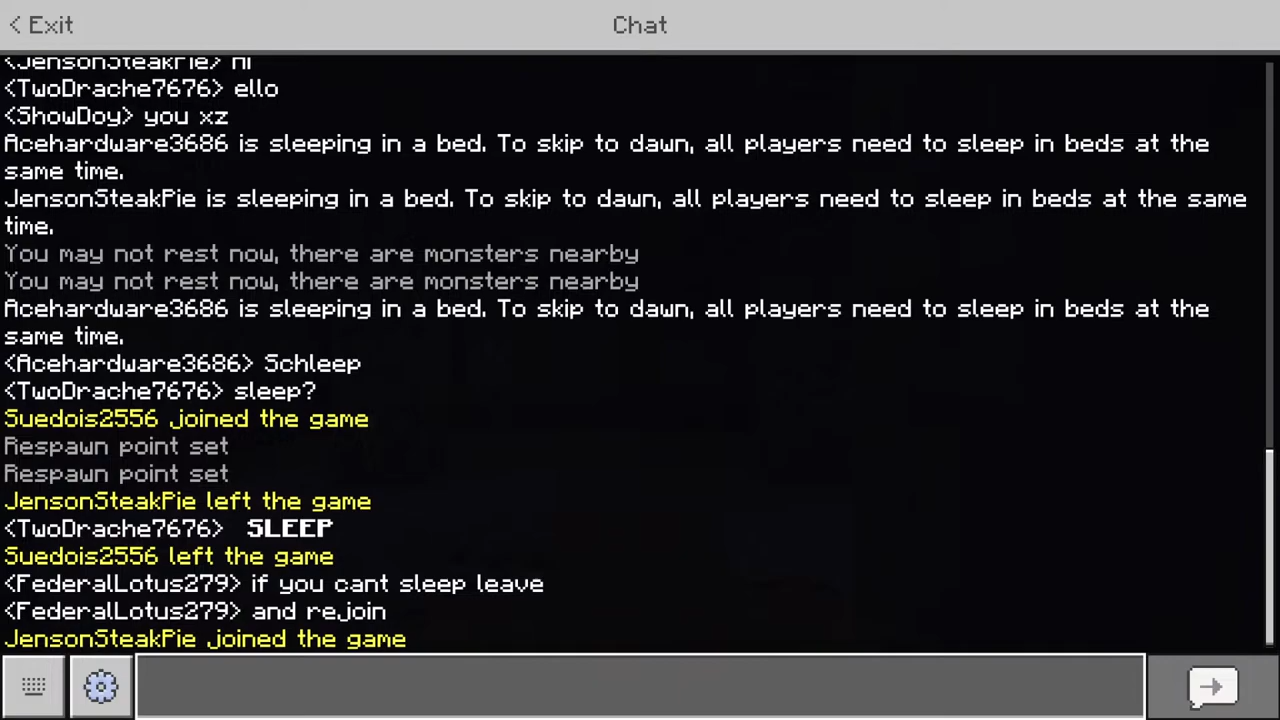 < Exit
Chat
<JensonSteakPie> hi
<TwoDrache7676> ello
<ShowDoy> you xz
Acehardware3686 is sleeping in a bed. To skip to dawn, all players need to sleep in beds at the
same time.
JensonSteakPie is sleeping in a bed. To skip to dawn, all players need to sleep in beds at the same
time.
You may not rest now, there are monsters nearby
You may not rest now, there are monsters nearby
Acehardware3686 is sleeping in a bed. To skip to dawn, all players need to sleep in beds at the
same time.
<Acehardware3686> Schleep
<TwoDrache7676> sleep?
Suedois2556 joined the game
Respawn point set
Respawn point set
JensonSteakPie left the game
<TwoDrache7676> SLEEP
Suedois2556 left the game
<FederalLotus279> if you cant sleep leave
<FederalLotus279> and rejoin
JensonSteakPie joined the game